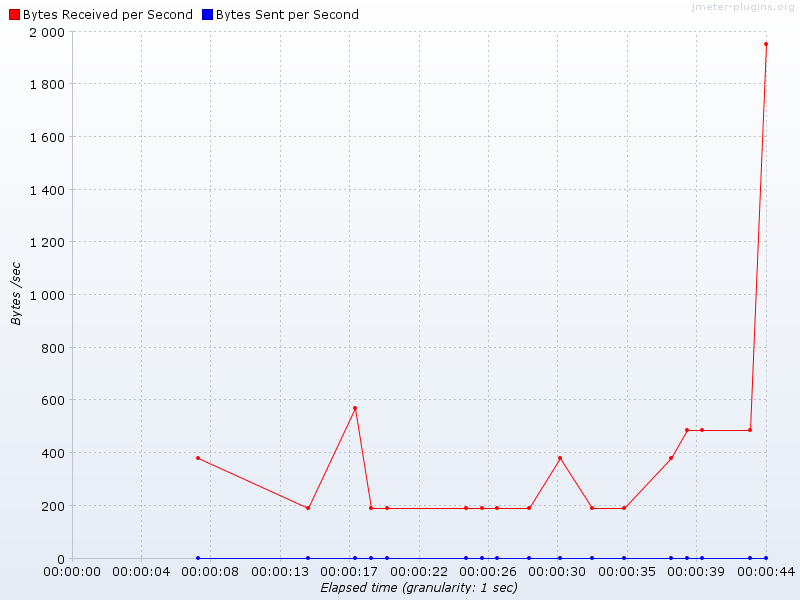 Bytes Received per Second Bytes Sent per Second
jmeter-plugins.org
2 000
1 800
1 600
1 400
1 200
1 000
800
600
400
200
0
Bytes /sec
00:00:00 00:00:04 00:00:08 00:00:13 00:00:17 00:00:22 00:00:26 00:00:30 00:00:35 00:00:39 00:00:44
Elapsed time (granularity: 1 sec)